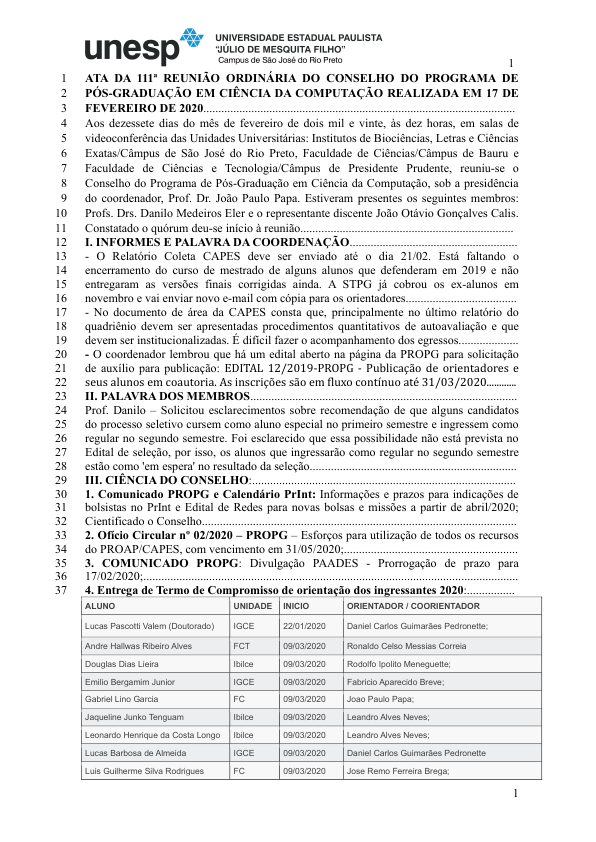 unesp
UNIVERSIDADE ESTADUAL PAULISTA
“JÚLIO DE MESQUITA FILHO”
Campus de São José do Rio Preto
1
1 ATA DA 111ª REUNIÃO ORDINÁRIA DO CONSELHO DO PROGRAMA DE
2 PÓS-GRADUAÇÃO EM CIÊNCIA DA COMPUTAÇÃO REALIZADA EM 17 DE
3 FEVEREIRO DE 2020...............................................................................................
4 Aos dezessete dias do mês de fevereiro de dois mil e vinte, às dez horas, em salas de
5 videoconferência das Unidades Universitárias: Institutos de Biociências, Letras e Ciências
6 Exatas/Câmpus de São José do Rio Preto, Faculdade de Ciências/Câmpus de Bauru e
7 Faculdade de Ciências e Tecnologia/Câmpus de Presidente Prudente, reuniu-se o
8 Conselho do Programa de Pós-Graduação em Ciência da Computação, sob a presidência
9 do coordenador, Prof. Dr. João Paulo Papa. Estiveram presentes os seguintes membros:
10 Profs. Drs. Danilo Medeiros Eler e o representante discente João Otávio Gonçalves Calis.
11 Constatado o quórum deu-se início à reunião.................................................................
12 I. INFORMES E PALAVRA DA COORDENAÇÃO...................................................
13 - O Relatório Coleta CAPES deve ser enviado até o dia 21/02. Está faltando o
14 encerramento do curso de mestrado de alguns alunos que defenderam em 2019 e não
15 entregaram as versões finais corrigidas ainda. A STPG já cobrou os ex-alunos em
16 novembro e vai enviar novo e-mail com cópia para os orientadores..................................
17 - No documento de área da CAPES consta que, principalmente no último relatório do
18 quadriênio devem ser apresentadas procedimentos quantitativos de autoavaliação e que
19 devem ser institucionalizadas. É difícil fazer o acompanhamento dos egressos...................
20 - O coordenador lembrou que há um edital aberto na página da PROPG para solicitação
21 de auxílio para publicação: EDITAL 12/2019-PROPG - Publicação de orientadores e
22 seus alunos em coautoria. As inscrições são em fluxo contínuo até 31/03/2020............
23 II. PALAVRA DOS MEMBROS.................................................................................
24 Prof. Danilo – Solicitou esclarecimentos sobre recomendação de que alguns candidatos
25 do processo seletivo cursem como aluno especial no primeiro semestre e ingressem como
26 regular no segundo semestre. Foi esclarecido que essa possibilidade não está prevista no
27 Edital de seleção, por isso, os alunos que ingressarão como regular no segundo semestre
28 estão como 'em espera' no resultado da seleção...............................................................
29 III. CIÊNCIA DO CONSELHO:................................................................................
30 1. Comunicado PROPG e Calendário PrInt: Informações e prazos para indicações de
31 bolsistas no PrInt e Edital de Redes para novas bolsas e missões a partir de abril/2020;
32 Cientificado o Conselho................................................................................................
33 2. Ofício Circular nº 02/2020 – PROPG – Esforços para utilização de todos os recursos
34 do PROAP/CAPES, com vencimento em 31/05/2020;.....................................................
35 3. COMUNICADO PROPG: Divulgação PAADES - Prorrogação de prazo para
36 17/02/2020;..................................................................................................................
37 4. Entrega de Termo de Compromisso de orientação dos ingressantes 2020:...............
ALUNO UNIDADE INICIO ORIENTADOR / COORIENTADOR
Lucas Pascotti Valem (Doutorado) IGCE 22/01/2020 Daniel Carlos Guimarães Pedronette;
Andre Hallwas Ribeiro Alves FCT 09/03/2020 Ronaldo Celso Messias Correia
Douglas Dias Lieira Ibilce 09/03/2020 Rodolfo Ipolito Meneguette;
Emilio Bergamim Junior IGCE 09/03/2020 Fabricio Aparecido Breve;
Gabriel Lino Garcia FC 09/03/2020 Joao Paulo Papa;
Jaqueline Junko Tenguam Ibilce 09/03/2020 Leandro Alves Neves;
Leonardo Henrique da Costa Longo Ibilce 09/03/2020 Leandro Alves Neves;
Lucas Barbosa de Almeida IGCE 09/03/2020 Daniel Carlos Guimarães Pedronette
Luis Guilherme Silva Rodrigues FC 09/03/2020 Jose Remo Ferreira Brega;
1